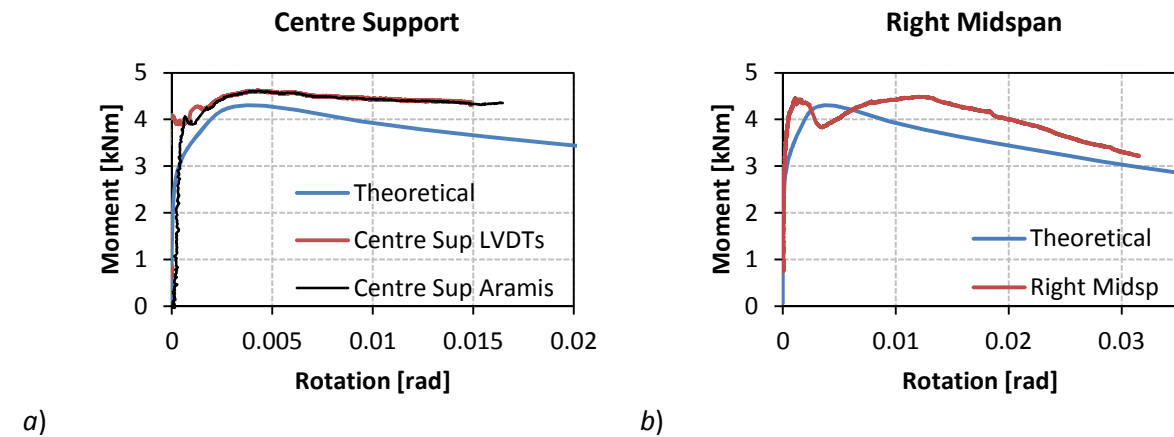 Centre Support
Moment [kNm]
5
4
3
2
1
0
Theoretical
Centre Sup LVDTs
Centre Sup Aramis
0 0.005 0.01 0.015 0.02
Rotation [rad]
a)
Right Midspan
Moment [kNm]
5
4
3
2
1
0
Theoretical
Right Midsp
0 0.01 0.02 0.03
Rotation [rad]
b)